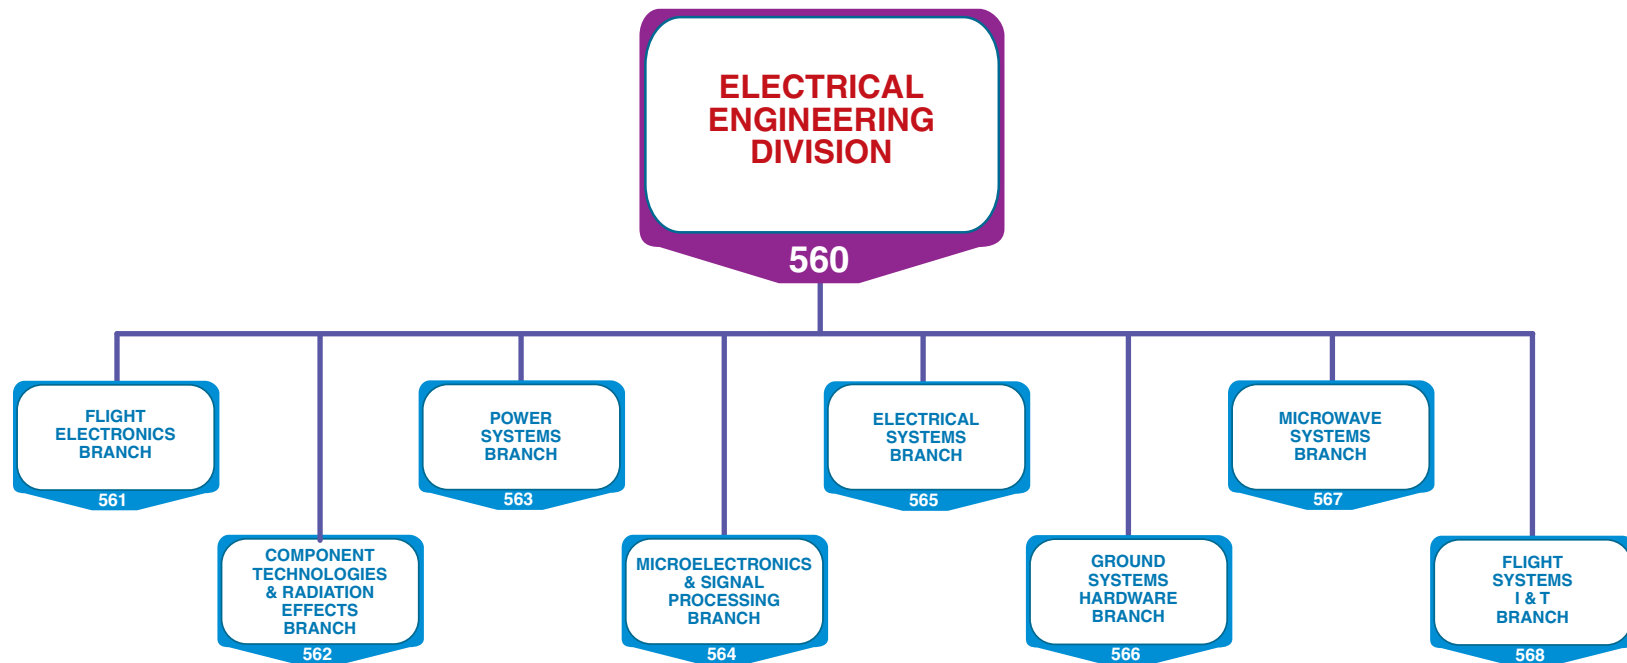 ELECTRICAL
ENGINEERING
DIVISION
560
FLIGHT
ELECTRONICS
BRANCH
561
COMPONENT
TECHNOLOGIES
& RADIATION
EFFECTS
BRANCH
562
POWER
SYSTEMS
BRANCH
563
MICROELECTRONICS
& SIGNAL
PROCESSING
BRANCH
564
ELECTRICAL
SYSTEMS
BRANCH
565
GROUND
SYSTEMS
HARDWARE
BRANCH
566
MICROWAVE
SYSTEMS
BRANCH
567
FLIGHT
SYSTEMS
I & T
BRANCH
568